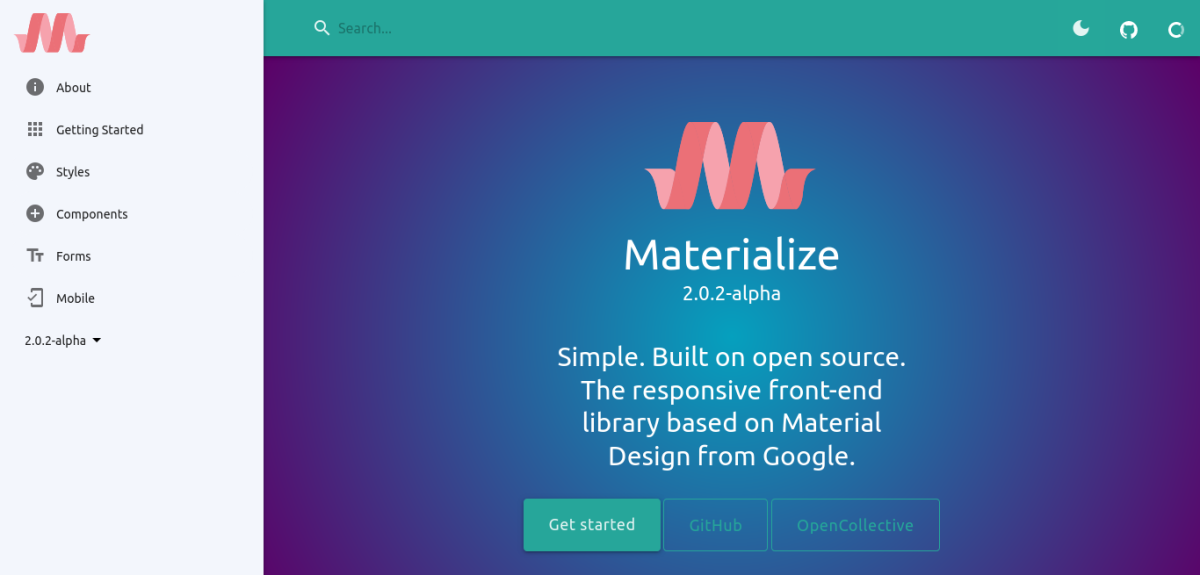 About
Getting Started
Styles
Components
Forms
Mobile
2.0.2-alpha
Search...
Materialize
2.0.2-alpha
Simple. Built on open source.
The responsive front-end
library based on Material
Design from Google.
Get started
GitHub
OpenCollective